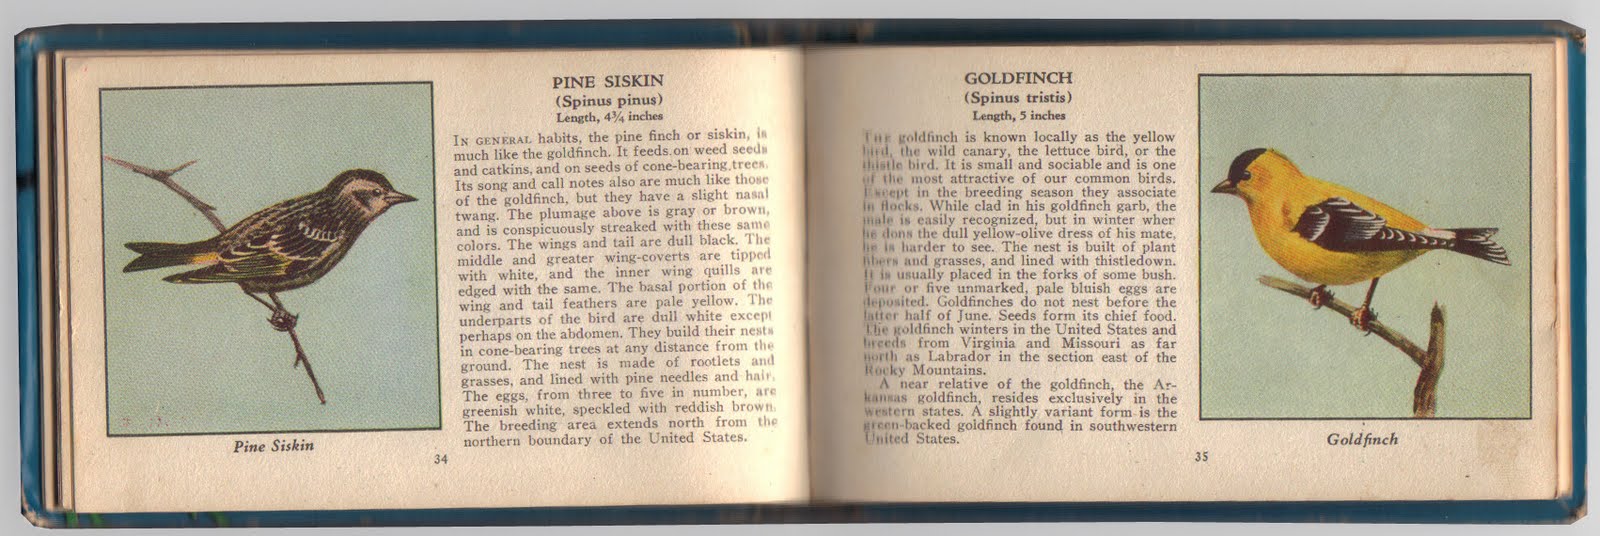 PINE SISKIN
(Spinus pinus)
Length, 4¾ inches
IN GENERAL habits, the pine finch or siskin, is
much like the goldfinch. It feeds on weed seeds
and catkins, and on seeds of cone-bearing trees.
Its song and call notes also are much like those
of the goldfinch, but they have a slight nasal
twang. The plumage above is gray or brown,
and is conspicuously streaked with these same
colors. The wings and tail are dull black. The
middle and greater wing-coverts are tipped
with white, and the inner wing quills are
edged with the same. The basal portion of the
wing and tail feathers are pale yellow. The
underparts of the bird are dull white except
perhaps on the abdomen. They build their nests
in cone-bearing trees at any distance from the
ground. The nest is made of rootlets and
grasses, and lined with pine needles and hair.
The eggs, from three to five in number, are
greenish white, speckled with reddish brown.
The breeding area extends north from the
northern boundary of the United States.
Pine Siskin
34
GOLDFINCH
(Spinus tristis)
Length, 5 inches
THE goldfinch is known locally as the yellow
bird, the wild canary, the lettuce bird, or the
thistle bird. It is small and sociable and is one
of the most attractive of our common birds.
Except in the breeding season they associate
in flocks. While clad in his goldfinch garb, the
male is easily recognized, but in winter wher
he dons the dull yellow-olive dress of his mate,
he is harder to see. The nest is built of plant
fibers and grasses, and lined with thistledown.
It is usually placed in the forks of some bush.
Four or five unmarked, pale bluish eggs are
deposited. Goldfinches do not nest before the
latter half of June. Seeds form its chief food.
The goldfinch winters in the United States and
breeds from Virginia and Missouri as far
north as Labrador in the section east of the
Rocky Mountains.
A near relative of the goldfinch, the Ar-
kansas goldfinch, resides exclusively in the
western states. A slightly variant form is the
green-backed goldfinch found in southwestern
United States.
Goldfinch
35